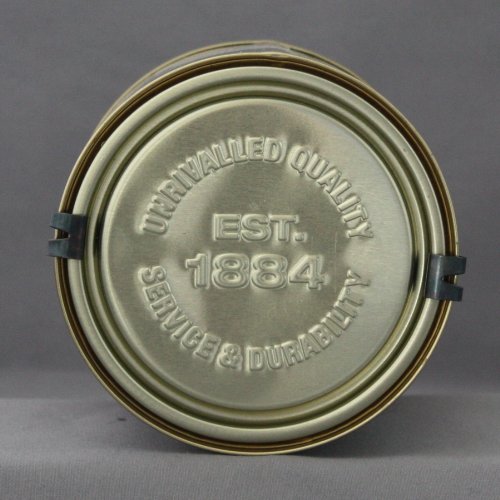 UNRIVALLED QUALITY
EST.
1884
SERVICE & DURABILITY